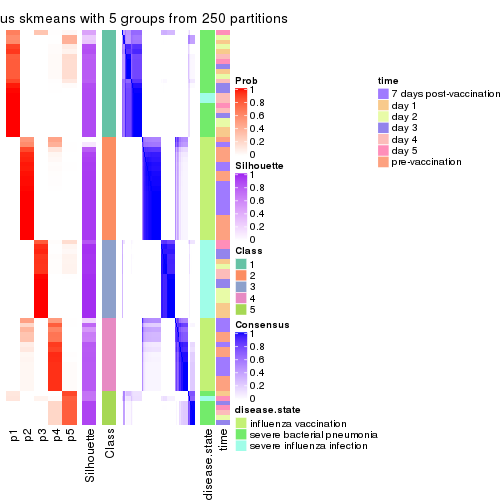 us skmeans with 5 groups from 250 partitions
Prob
1
0.8
0.6
0.4
0.2
0
Silhouette
1
0.8
0.6
0.4
0.2
0
Class
1
2
3
4
5
Consensus
1
0.8
0.6
0.4
0.2
0
disease.state
influenza vaccination
severe bacterial pneumonia
severe influenza infection
time
7 days post-vaccination
day 1
day 2
day 3
day 4
day 5
pre-vaccination
p1
p2
p3
p4
p5
Silhouette
Class
disease.state
time